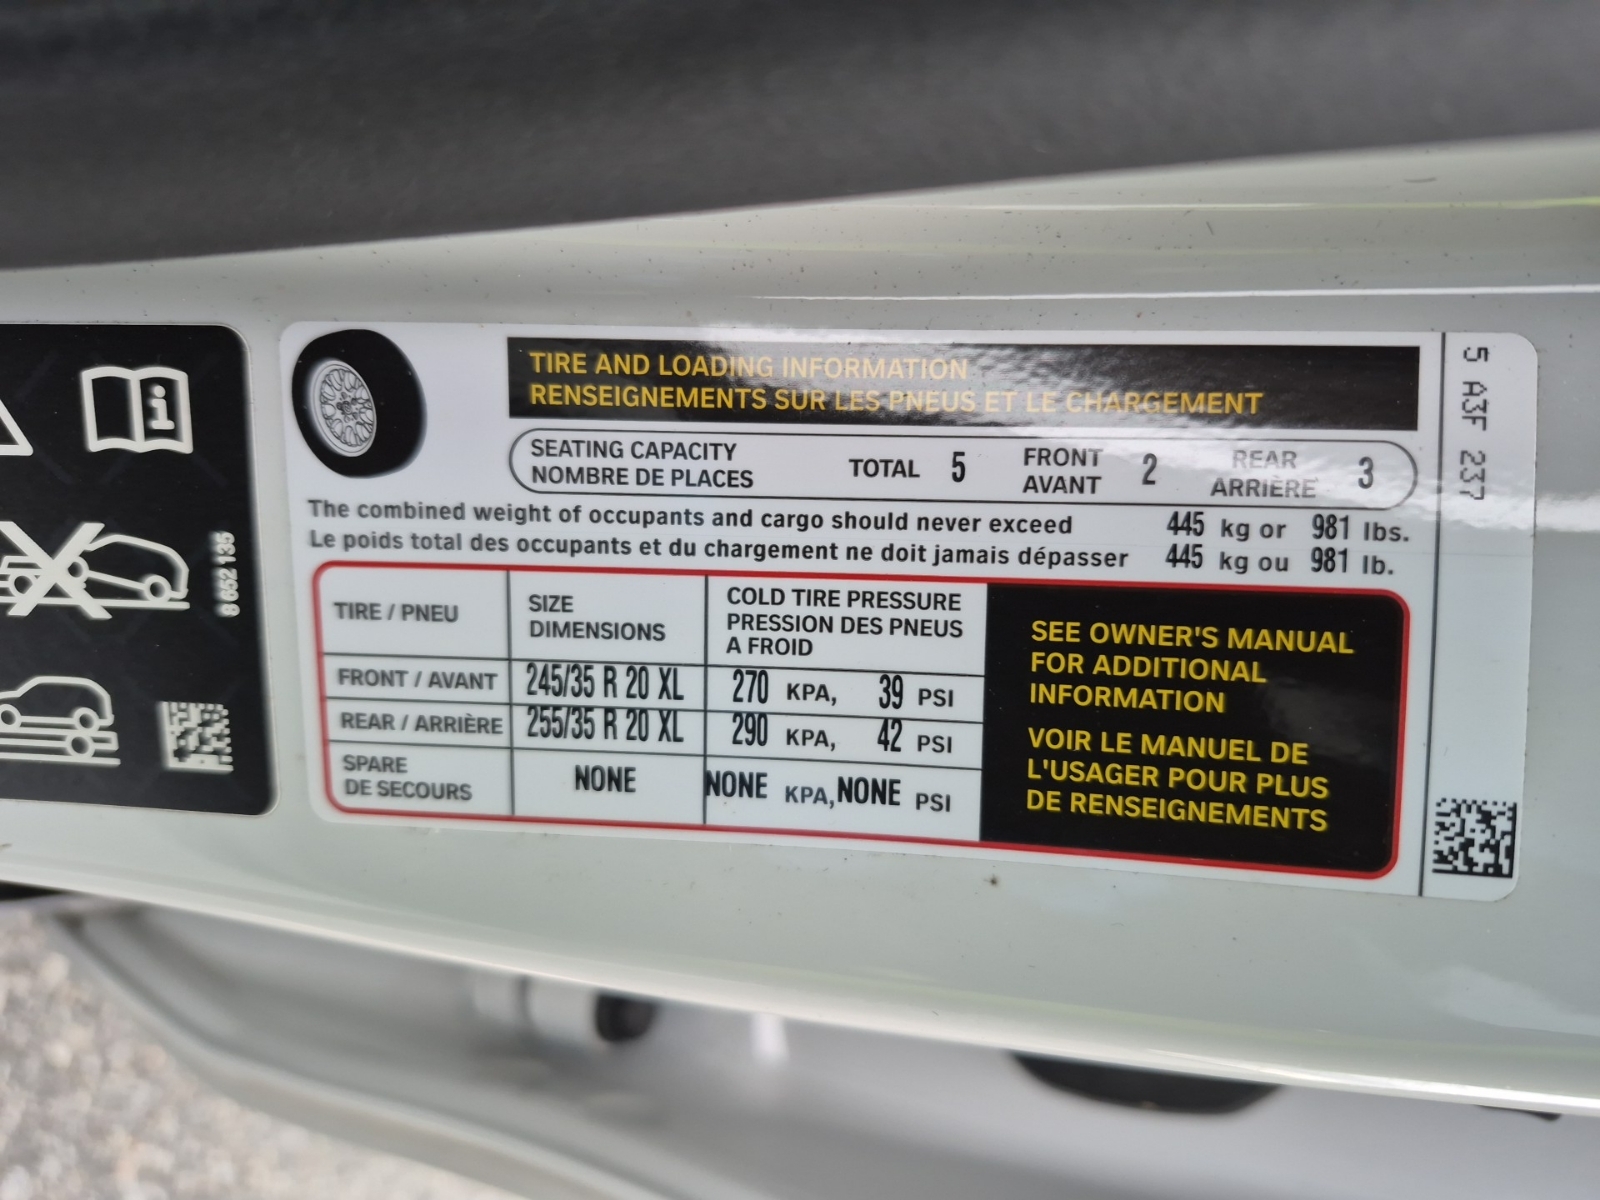 TIRE AND LOADING INFORMATION
RENSEIGNEMENTS SUR LES PNEUS ET LE CHARGEMENT
SEATING CAPACITY
NOMBRE DE PLACES
TOTAL 5
FRONT
AVANT
2
REAR
ARRIÈRE
3
The combined weight of occupants and cargo should never exceed 445 kg or 981 lbs.
Le poids total des occupants et du chargement ne doit jamais dépasser 445 kg ou 981 lb.
TIRE / PNEU
SIZE
DIMENSIONS
COLD TIRE PRESSURE
PRESSION DES PNEUS
A FROID
FRONT / AVANT 245/35 R 20 XL 270 KPA, 39 PSI
REAR / ARRIÈRE 255/35 R 20 XL 290 KPA, 42 PSI
SPARE
DE SECOURS
NONE NONE KPA, NONE PSI
SEE OWNER'S MANUAL
FOR ADDITIONAL
INFORMATION
VOIR LE MANUEL DE
L'USAGER POUR PLUS
DE RENSEIGNEMENTS
5 A3F 237
8 652 135